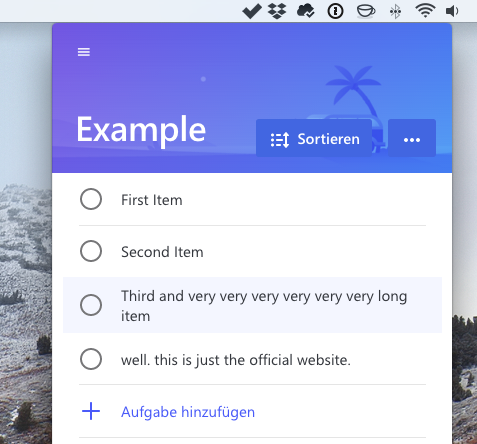 Example
Sortieren
First Item
Second Item
Third and very very very very very very long
item
well. this is just the official website.
Aufgabe hinzufügen